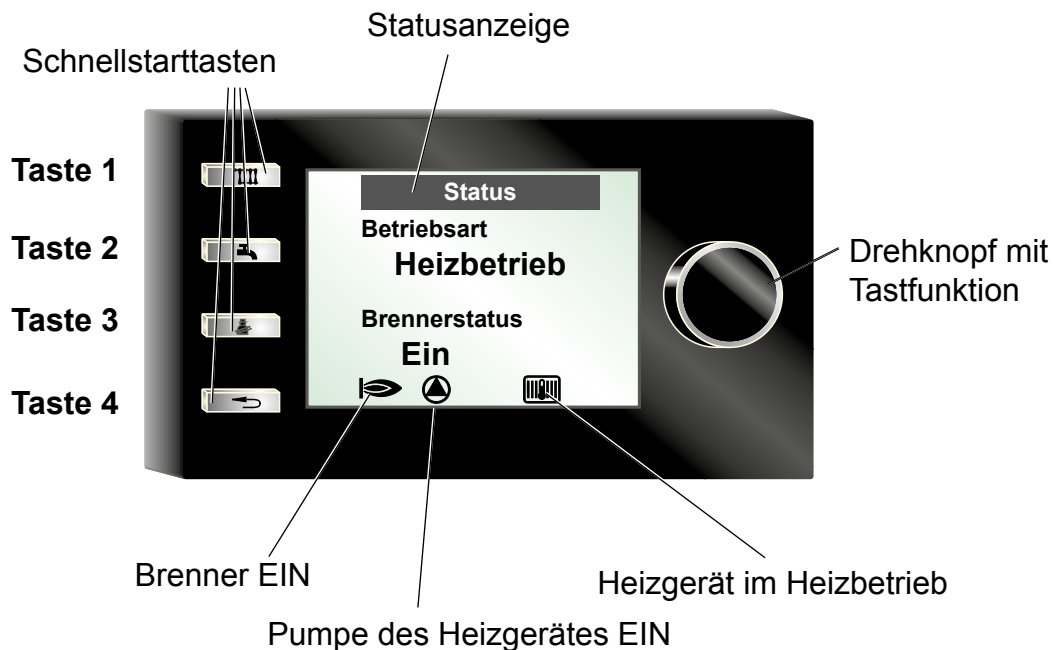 Statusanzeige
Schnellstarttasten
Taste 1
Taste 2
Taste 3
Taste 4
Status
Betriebsart
Heizbetrieb
Brennerstatus
Ein
Drehknopf mit
Tastfunktion
Brenner EIN
Heizgerät im Heizbetrieb
Pumpe des Heizgerätes EIN